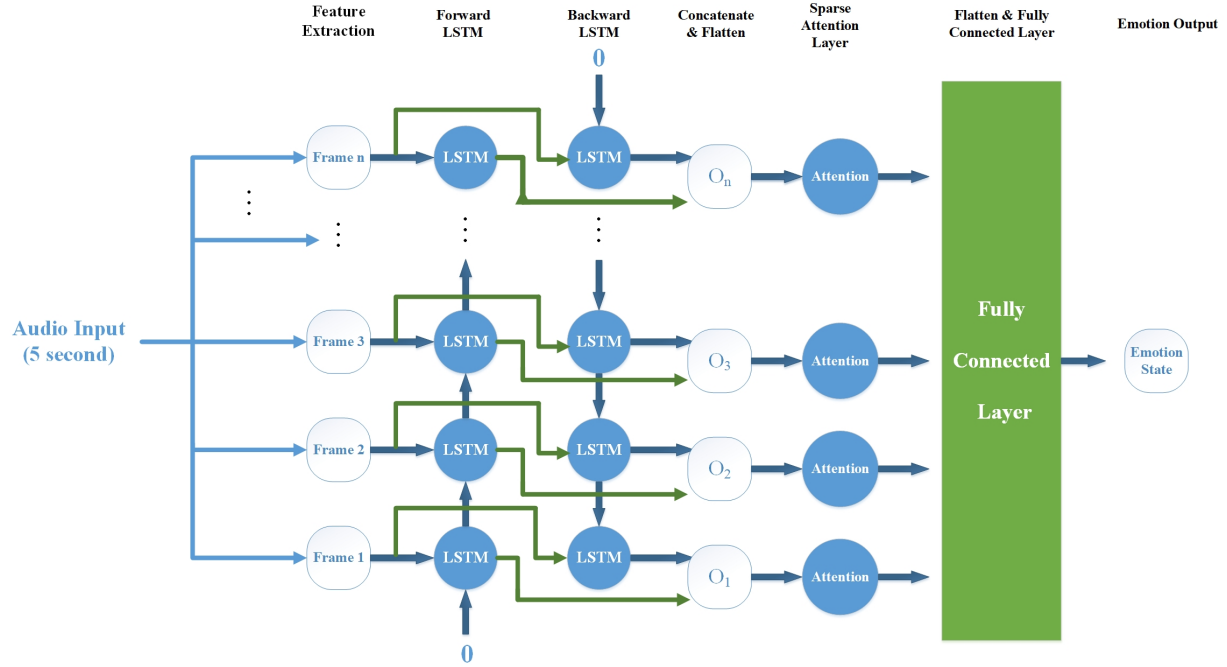 Feature
Extraction
Forward
LSTM
Backward
LSTM
Concatenate
& Flatten
Sparse
Attention
Layer
Flatten & Fully
Connected Layer
Emotion Output
0
Frame n
LSTM
LSTM
On
Attention
Audio Input
(5 second)
Frame 3
LSTM
LSTM
O3
Attention
Frame 2
LSTM
LSTM
O2
Attention
Frame 1
LSTM
LSTM
O1
Attention
0
Fully
Connected
Layer
Emotion
State